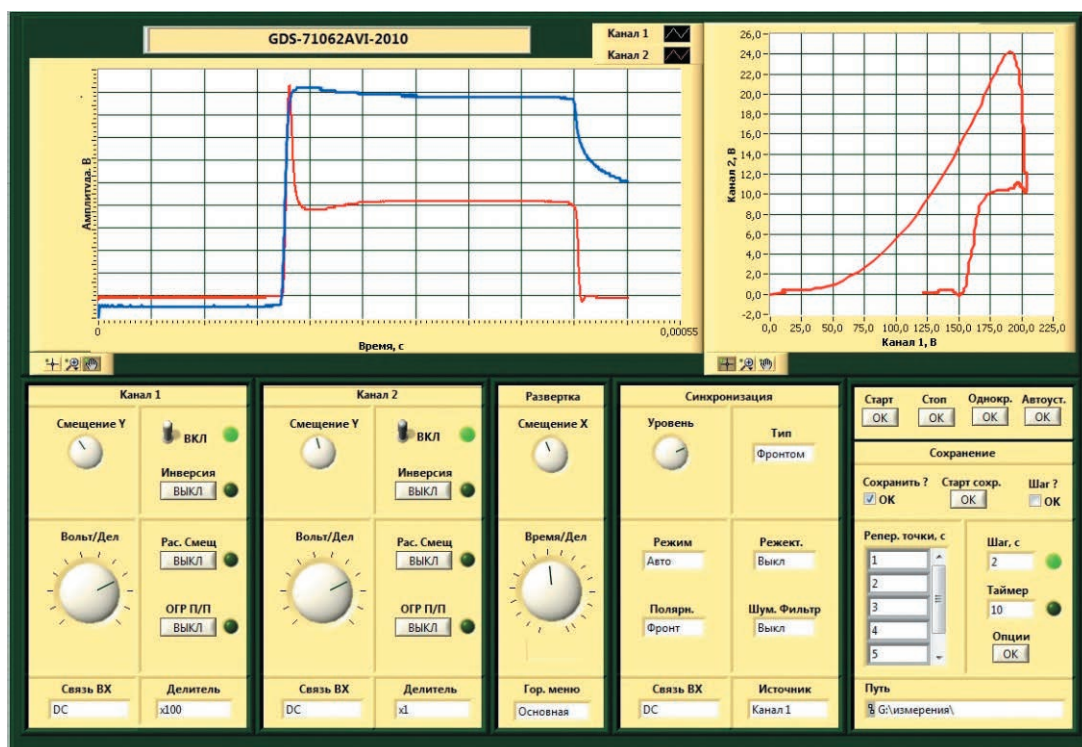 GDS-71062AVI-2010
Канал 1
Канал 2
Амплитуда. В
0
0,00055
Время, с
26,0
24,0
22,0
20,0
18,0
16,0
14,0
12,0
10,0
8,0
6,0
4,0
2,0
0,0
-2,0
Канал 2, В
0,0 25,0 50,0 75,0 100,0 125,0 150,0 175,0 200,0 225,0
Канал 1, В
Канал 1
Смещение Y
ВКЛ
Инверсия
ВЫКЛ
Вольт/Дел
Рас. Смещ
ВЫКЛ
ОГР П/П
ВЫКЛ
Связь ВХ
DC
Делитель
x100
Канал 2
Смещение Y
ВКЛ
Инверсия
ВЫКЛ
Вольт/Дел
Рас. Смещ
ВЫКЛ
ОГР П/П
ВЫКЛ
Связь ВХ
DC
Делитель
x1
Развертка
Смещение X
Время/Дел
Гор. меню
Основная
Синхронизация
Уровень
Тип
Фронтом
Режим
Авто
Режект.
Выкл
Полярн.
Фронт
Шум. Фильтр
Выкл
Связь ВХ
DC
Источник
Канал 1
Старт Стоп Однокр. Автоуст.
OK OK OK OK
Сохранение
Сохранить ? Старт сохр. Шаг ?
OK OK OK
Репер. точки, с
1
2
3
4
5
Шаг, с
2
Таймер
10
Опции
OK
Путь
G:\измерения\